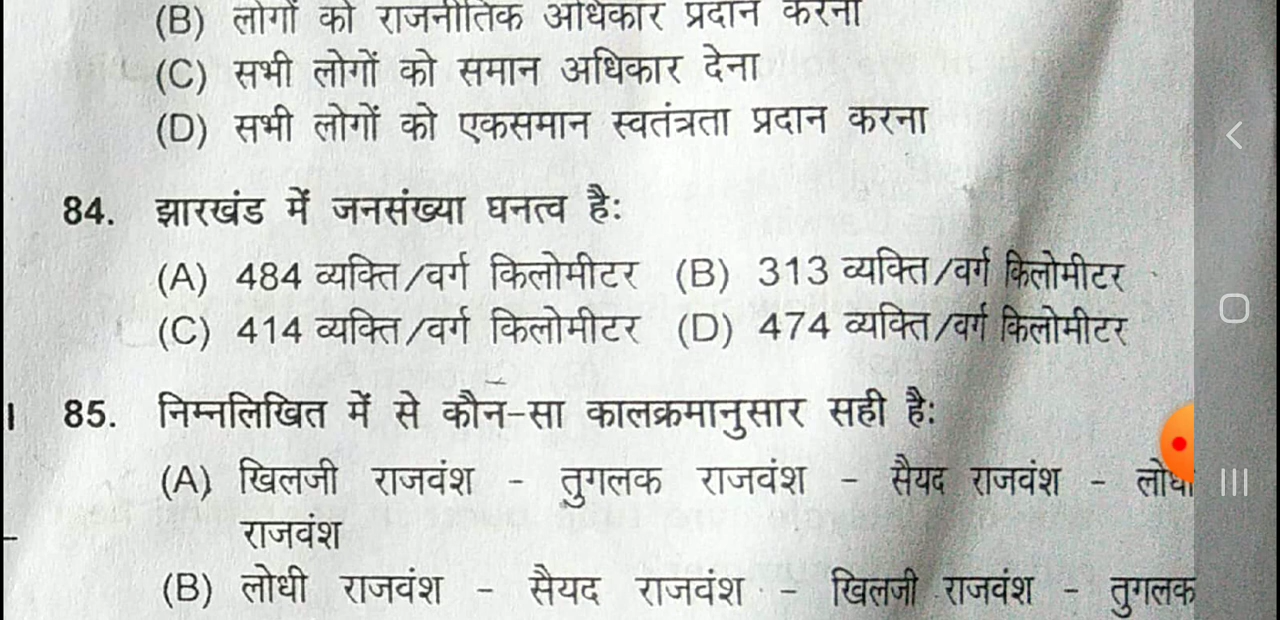 (B) लोगों को राजनीतिक अधिकार प्रदान करना
(C) सभी लोगों को समान अधिकार देना
(D) सभी लोगों को एकसमान स्वतंत्रता प्रदान करना
84. झारखंड में जनसंख्या घनत्व है:
(A) 484 व्यक्ति/वर्ग किलोमीटर (B) 313 व्यक्ति/वर्ग किलोमीटर
(C) 414 व्यक्ति/वर्ग किलोमीटर (D) 474 व्यक्ति/वर्ग किलोमीटर
85. निम्नलिखित में से कौन-सा कालक्रमानुसार सही है:
(A) खिलजी राजवंश - तुगलक राजवंश - सैयद राजवंश - लोधी
राजवंश
(B) लोधी राजवंश - सैयद राजवंश - खिलजी राजवंश - तुगलक